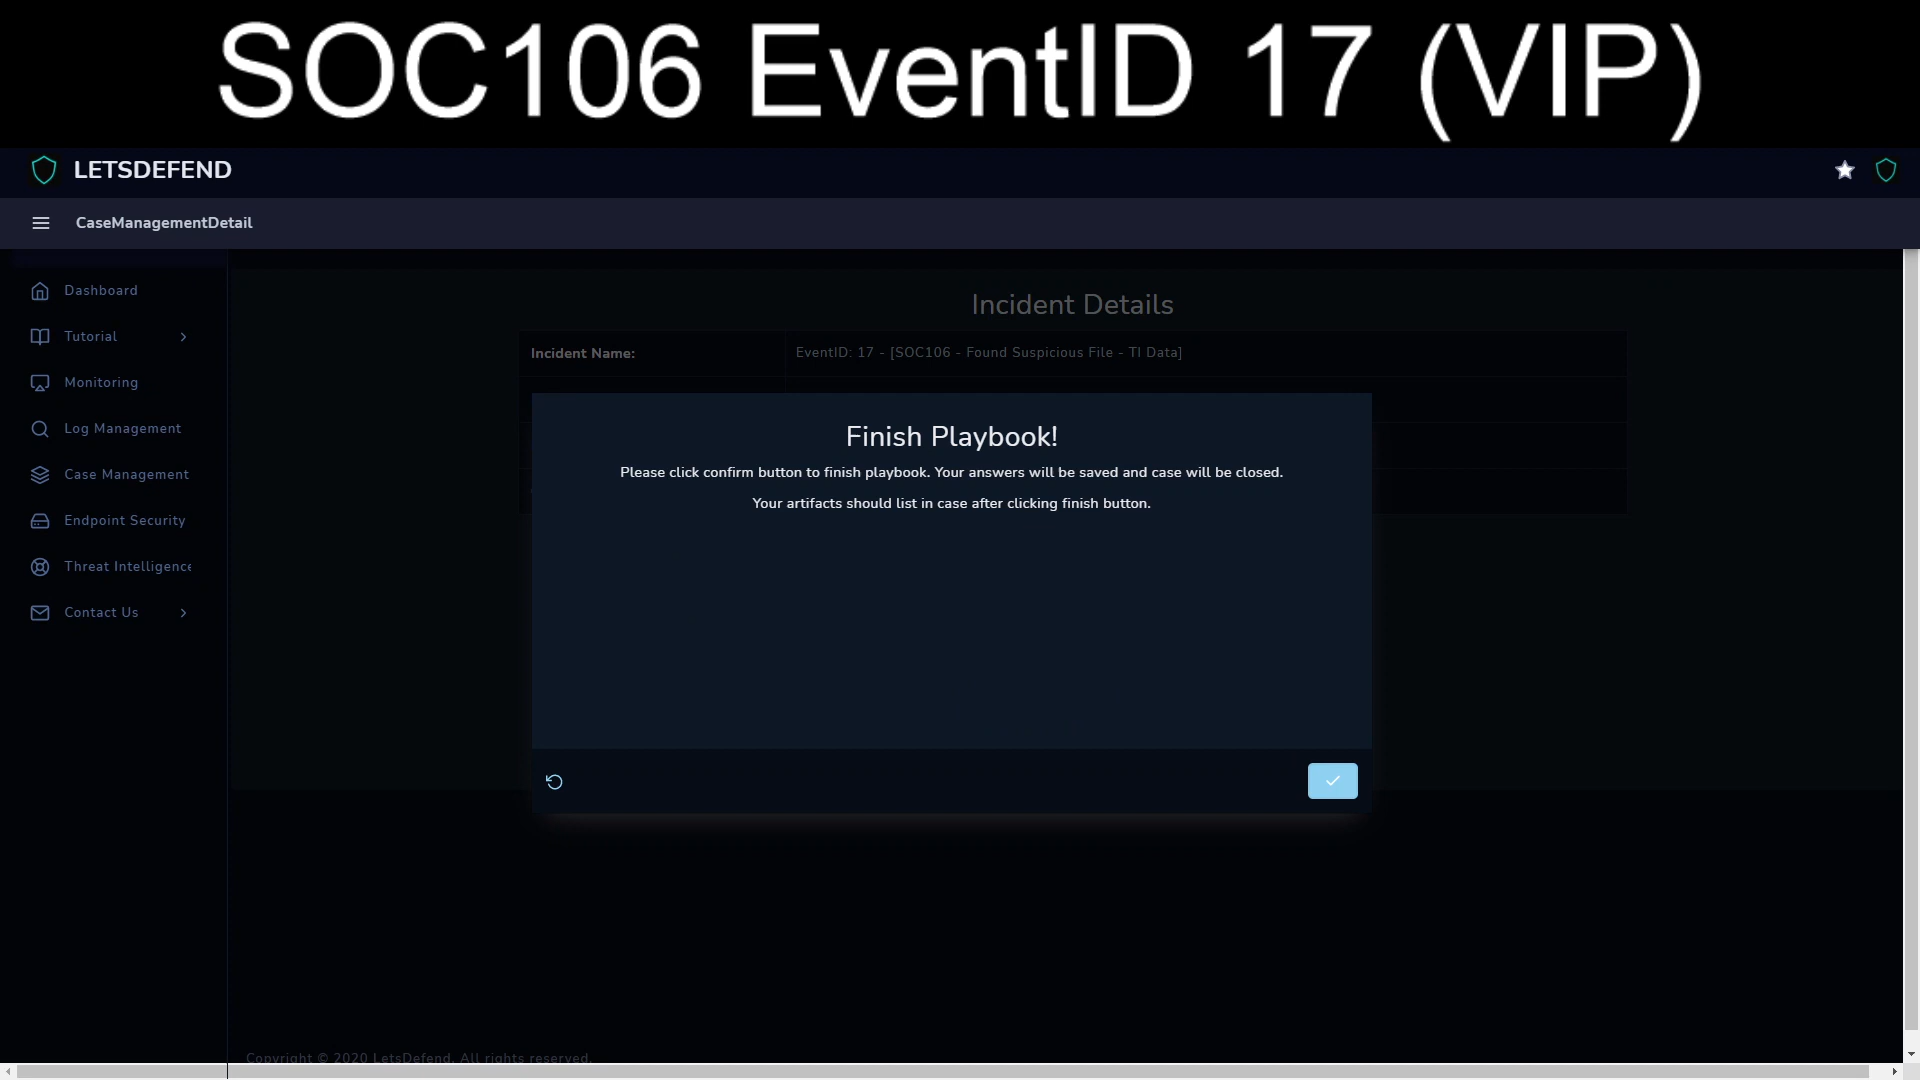 SOC106 EventID 17 (VIP)
LETSDEFEND
CaseManagementDetail
Dashboard
Tutorial
Monitoring
Log Management
Case Management
Endpoint Security
Threat Intelligence
Contact Us
Incident Details
Incident Name:
EventID: 17 - [SOC106 - Found Suspicious File - TI Data]
Finish Playbook!
Please click confirm button to finish playbook. Your answers will be saved and case will be closed.
Your artifacts should list in case after clicking finish button.
Copyright © 2020 LetsDefend. All rights reserved.